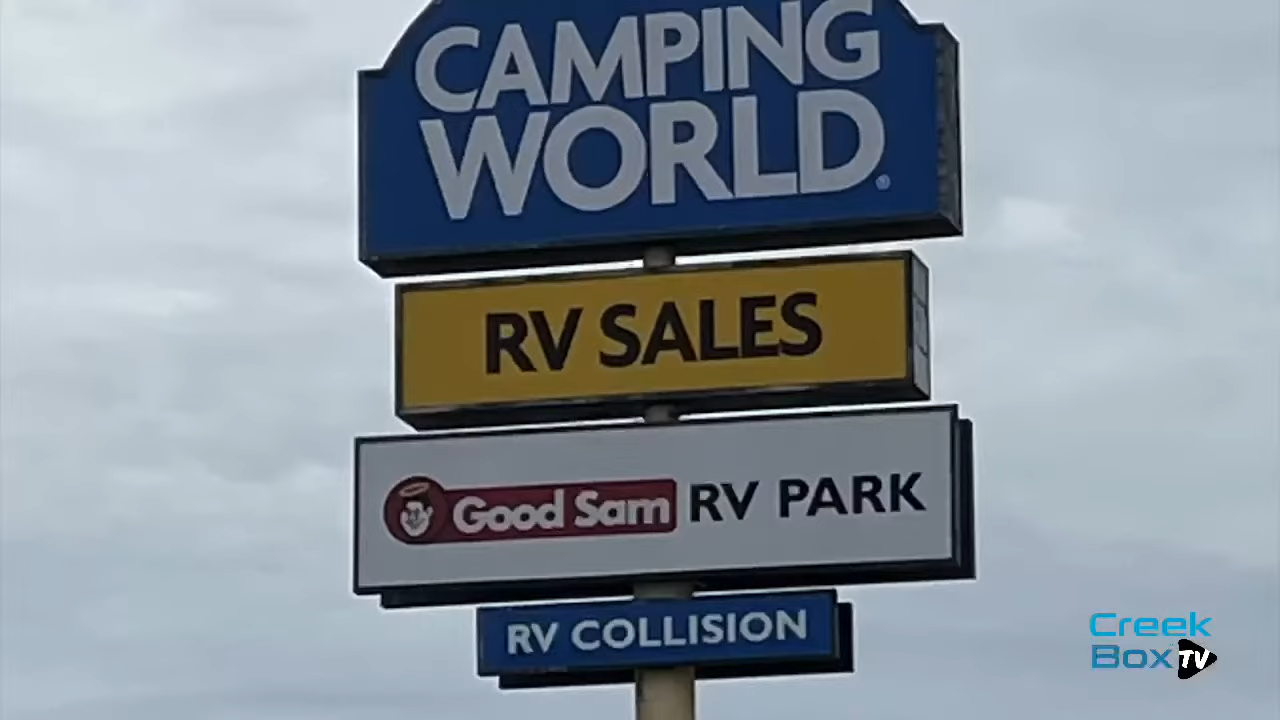 CAMPING
WORLD
RV SALES
Good Sam RV PARK
RV COLLISION
Creek
Box TV